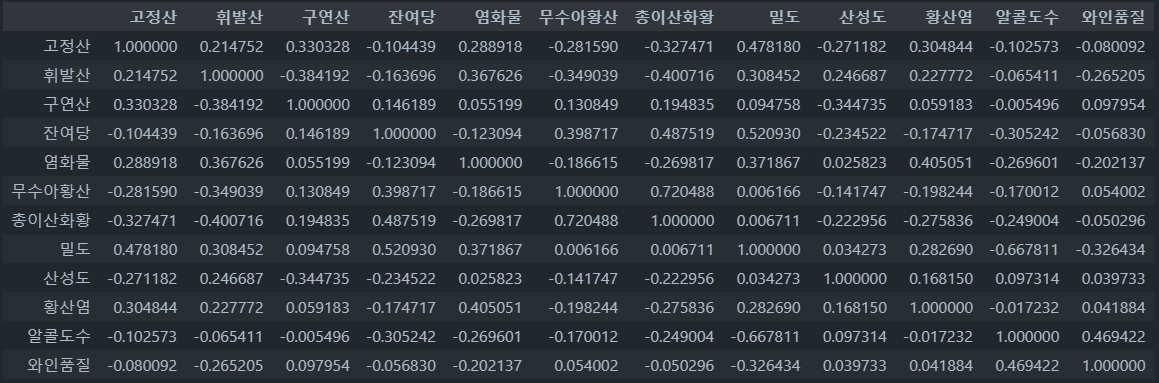 고정산 휘발산 구연산 잔여당 염화물 무수아황산 총이산화황 밀도 산성도 황산염 알콜도수 와인품질
고정산 1.000000 0.214752 0.330328 -0.104439 0.288918 -0.281590 -0.327471 0.478180 -0.271182 0.304844 -0.102573 -0.080092
휘발산 0.214752 1.000000 -0.384192 -0.163696 0.367626 -0.349039 -0.400716 0.308452 0.246687 0.227772 -0.065411 -0.265205
구연산 0.330328 -0.384192 1.000000 0.146189 0.055199 0.130849 0.194835 0.094758 -0.344735 0.059183 -0.005496 0.097954
잔여당 -0.104439 -0.163696 0.146189 1.000000 -0.123094 0.398717 0.487519 0.520930 -0.234522 -0.174717 -0.305242 -0.056830
염화물 0.288918 0.367626 0.055199 -0.123094 1.000000 -0.186615 -0.269817 0.371867 0.025823 0.405051 -0.269601 -0.202137
무수아황산 -0.281590 -0.349039 0.130849 0.398717 -0.186615 1.000000 0.720488 0.006166 -0.141747 -0.198244 -0.170012 0.054002
총이산화황 -0.327471 -0.400716 0.194835 0.487519 -0.269817 0.720488 1.000000 0.006711 -0.222956 -0.275836 -0.249004 -0.050296
밀도 0.478180 0.308452 0.094758 0.520930 0.371867 0.006166 0.006711 1.000000 0.034273 0.282690 -0.667811 -0.326434
산성도 -0.271182 0.246687 -0.344735 -0.234522 0.025823 -0.141747 -0.222956 0.034273 1.000000 0.168150 0.097314 0.039733
황산염 0.304844 0.227772 0.059183 -0.174717 0.405051 -0.198244 -0.275836 0.282690 0.168150 1.000000 -0.017232 0.041884
알콜도수 -0.102573 -0.065411 -0.005496 -0.305242 -0.269601 -0.170012 -0.249004 -0.667811 0.097314 -0.017232 1.000000 0.469422
와인품질 -0.080092 -0.265205 0.097954 -0.056830 -0.202137 0.054002 -0.050296 -0.326434 0.039733 0.041884 0.469422 1.000000